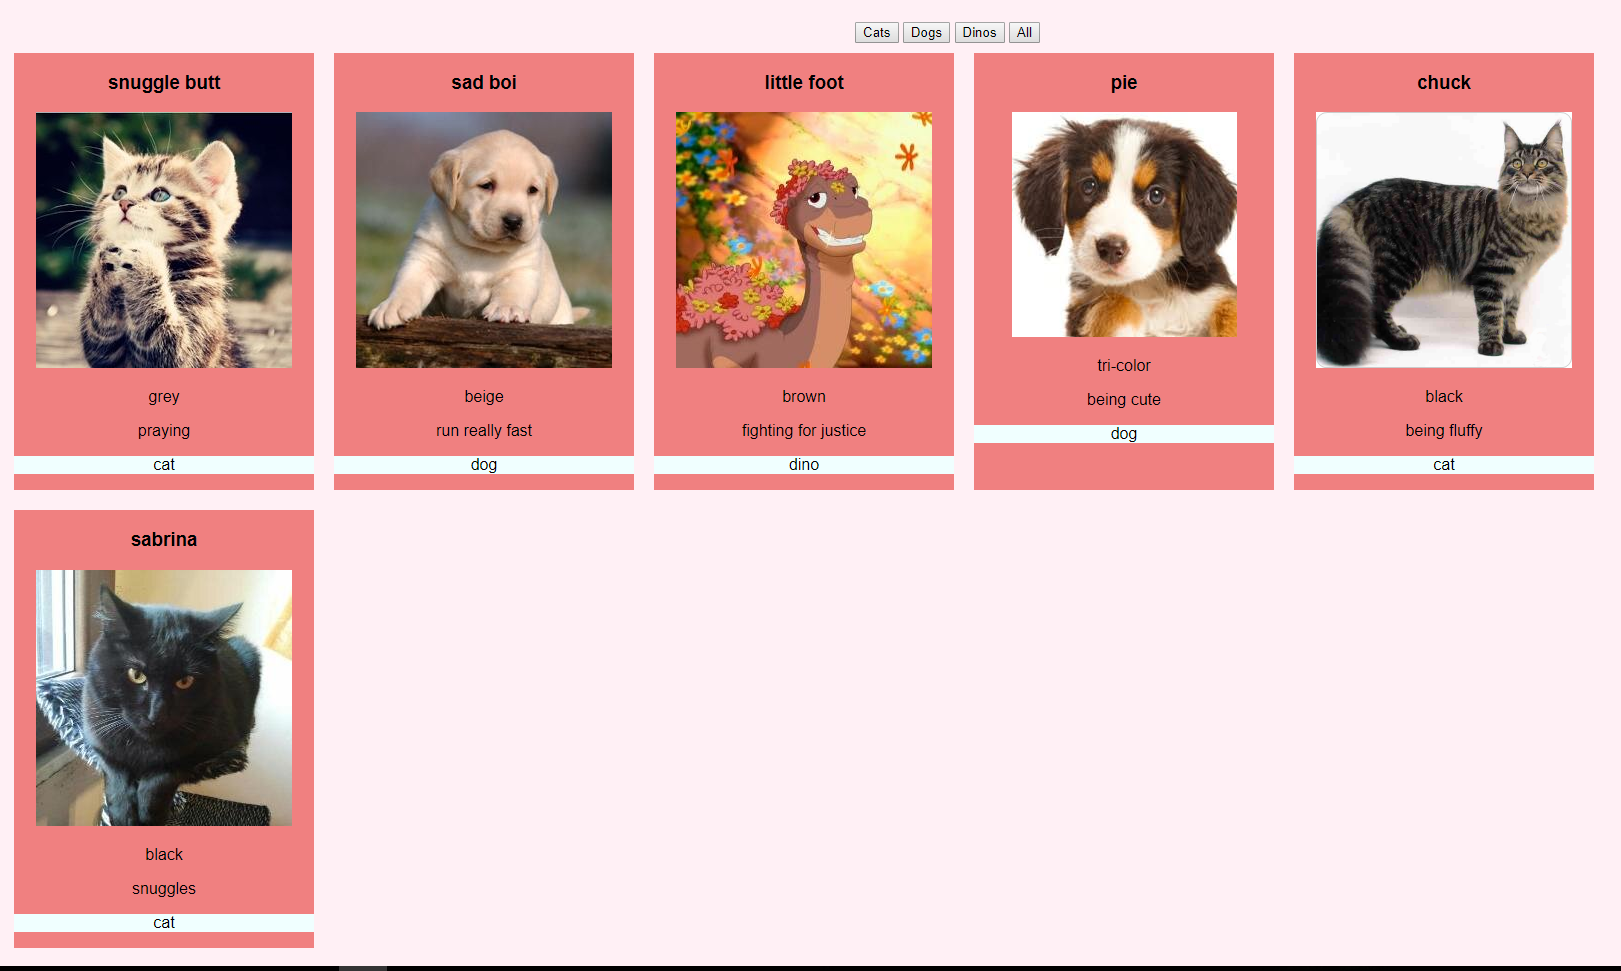 Cats Dogs Dinos All
snuggle butt
grey
praying
cat
sad boi
beige
run really fast
dog
little foot
brown
fighting for justice
dino
pie
tri-color
being cute
dog
chuck
black
being fluffy
cat
sabrina
black
snuggles
cat